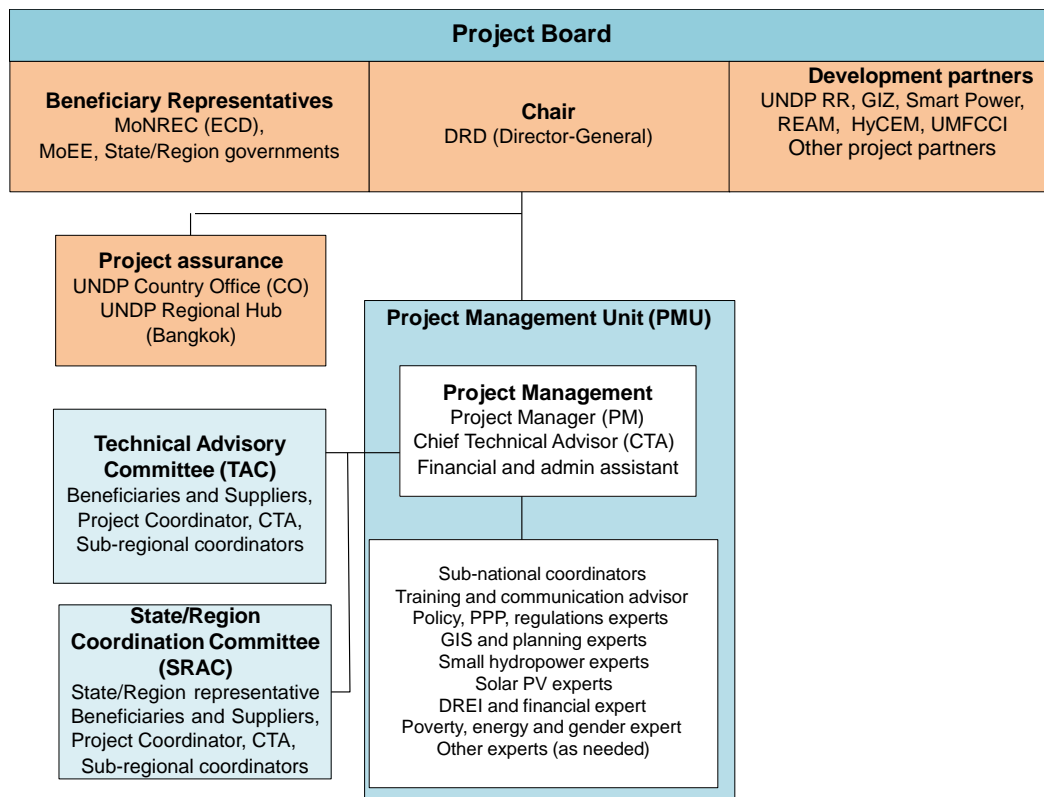 Project Board
Beneficiary Representatives
MoNREC (ECD),
MoEE, State/Region governments
Chair
DRD (Director-General)
Development partners
UNDP RR, GIZ, Smart Power,
REAM, HyCEM, UMFCCI
Other project partners
Project assurance
UNDP Country Office (CO)
UNDP Regional Hub
(Bangkok)
Project Management Unit (PMU)
Project Management
Project Manager (PM)
Chief Technical Advisor (CTA)
Financial and admin assistant
Technical Advisory
Committee (TAC)
Beneficiaries and Suppliers,
Project Coordinator, CTA,
Sub-regional coordinators
Sub-national coordinators
Training and communication advisor
Policy, PPP, regulations experts
GIS and planning experts
Small hydropower experts
Solar PV experts
DREI and financial expert
Poverty, energy and gender expert
Other experts (as needed)
State/Region
Coordination Committee
(SRAC)
State/Region representative
Beneficiaries and Suppliers,
Project Coordinator, CTA,
Sub-regional coordinators